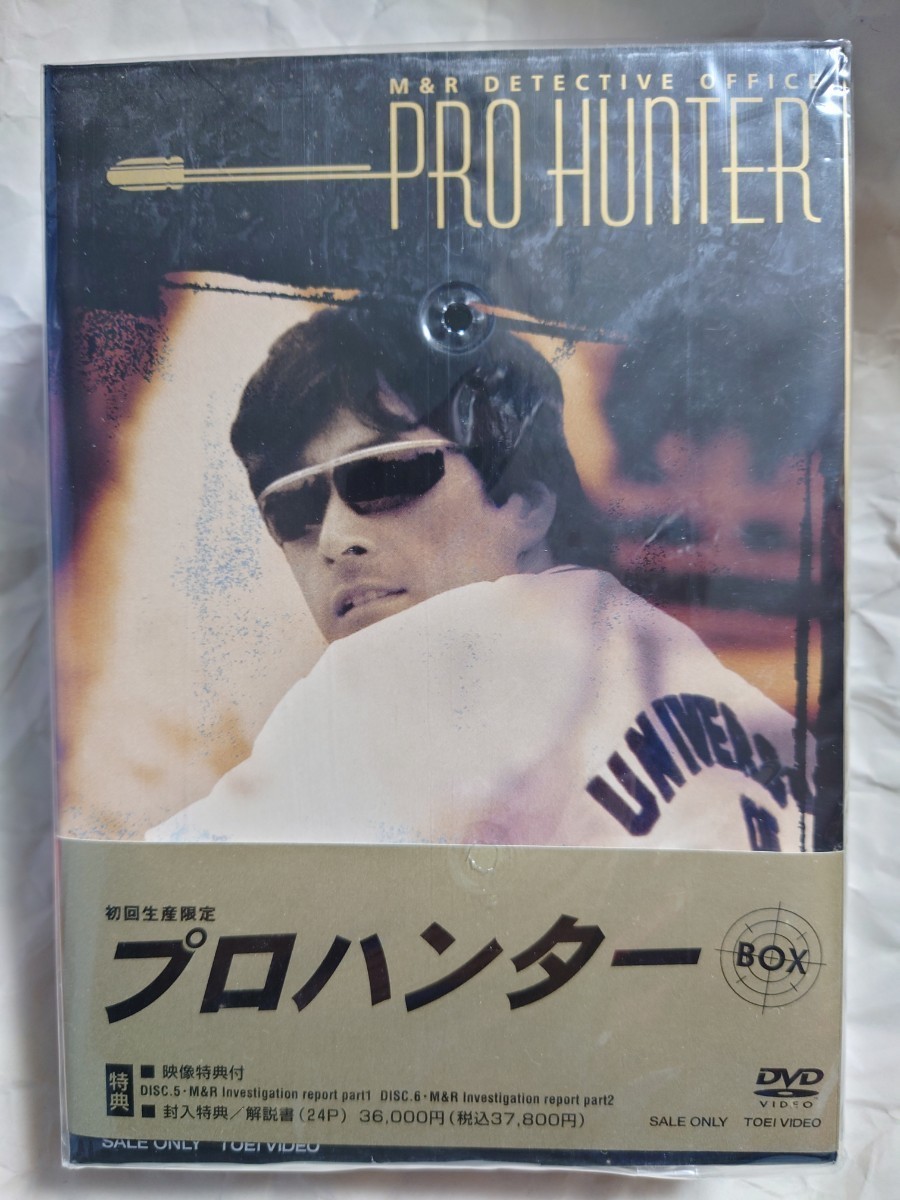 M&R DETECTIVE OFFICE
PRO HUNTER
UNIVERS
初回生産限定
プロハンター
BOX
特典
■ 映像特典付
DISC.5・M&R Investigation report part1 DISC.6・M&R Investigation report part2
■ 封入特典/解説書(24P) 36,000円(税込37,800円)
DVD
VIDEO
SALE ONLY TOEI VIDEO
SALE ONLY TOEI VIDEO